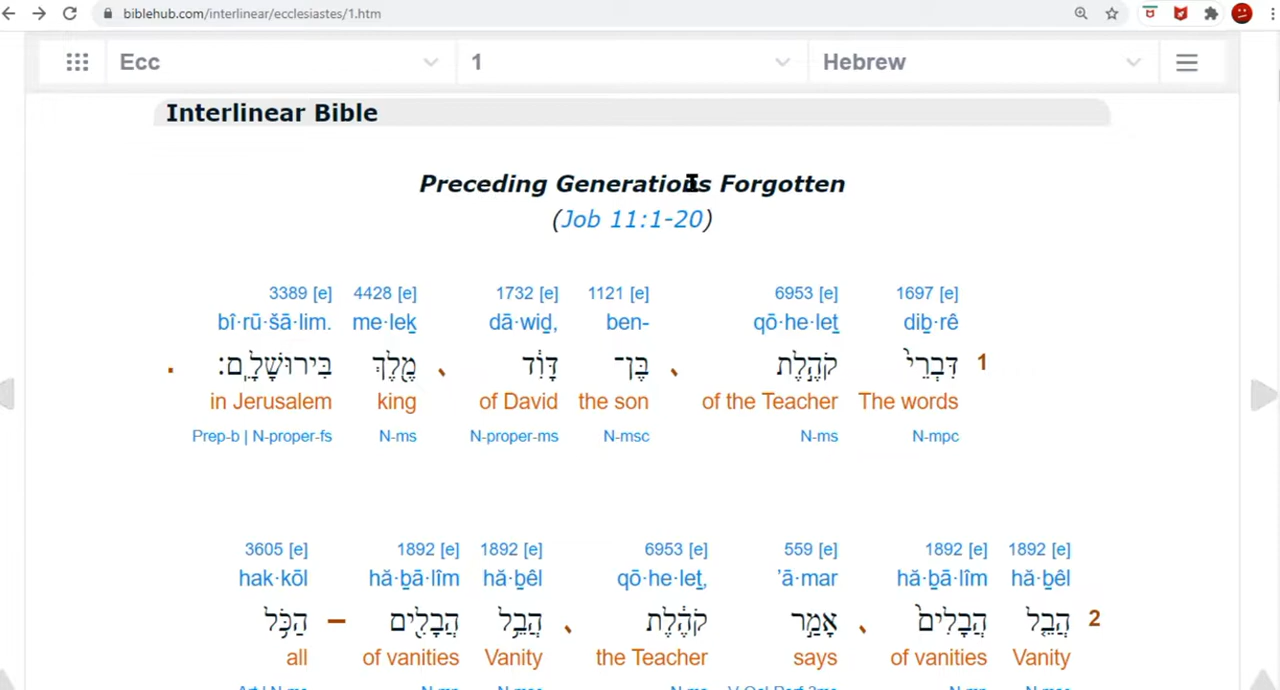 biblehub.com/interlinear/ecclesiastes/1.htm
Ecc 1 Hebrew
Interlinear Bible
Preceding Generations Forgotten
(Job 11:1-20)
3389 [e] 4428 [e] 1732 [e] 1121 [e] 6953 [e] 1697 [e]
bî·rū·šā·lim. me·leḵ dā·wiḏ, ben- qō·he·leṯ diḇ·rê
1 דִּבְרֵי֙ קֹהֶ֣לֶת ، בֶּן־ דָּוִ֔ד ، מֶ֖לֶךְ בִּירוּשָׁלִָֽם׃ .
in Jerusalem king of David the son of the Teacher The words
Prep-b | N-proper-fs N-ms N-proper-ms N-msc N-ms N-mpc
3605 [e] 1892 [e] 1892 [e] 6953 [e] 559 [e] 1892 [e] 1892 [e]
hak·kōl hă·ḇā·lîm hă·ḇêl qō·he·leṯ, ’ā·mar hă·ḇā·lîm hă·ḇêl
2 הֲבֵ֤ל הֲבָלִים֙ ، אָמַ֣ר קֹהֶ֔לֶת ، הֲבֵ֥ל הֲבָלִ֖ים – הַכֹּ֥ל
all of vanities Vanity the Teacher says of vanities Vanity